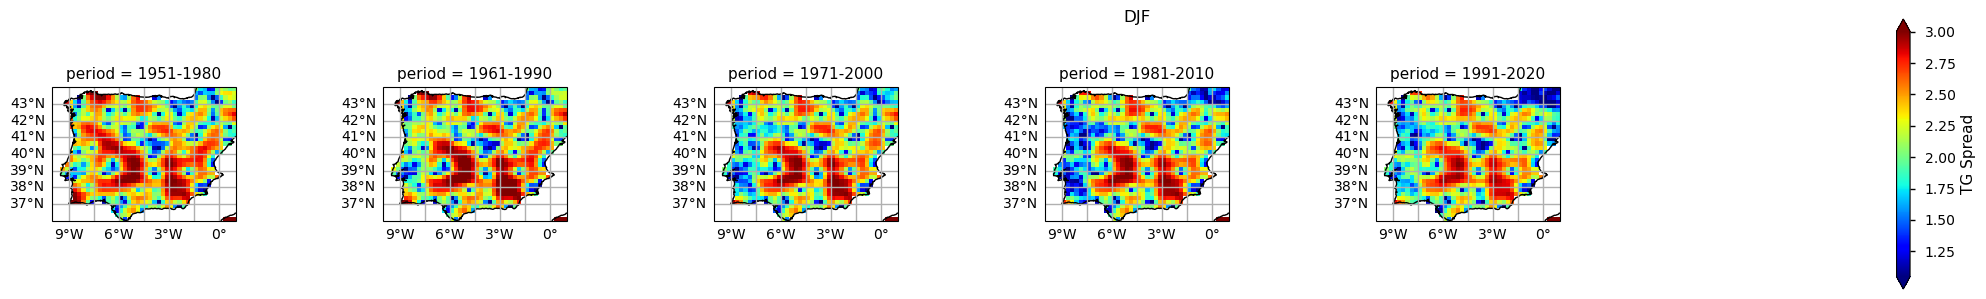 DJF
period = 1951-1980
period = 1961-1990
period = 1971-2000
period = 1981-2010
period = 1991-2020
43°N
42°N
41°N
40°N
39°N
38°N
37°N
9°W 6°W 3°W 0°
43°N
42°N
41°N
40°N
39°N
38°N
37°N
9°W 6°W 3°W 0°
43°N
42°N
41°N
40°N
39°N
38°N
37°N
9°W 6°W 3°W 0°
43°N
42°N
41°N
40°N
39°N
38°N
37°N
9°W 6°W 3°W 0°
43°N
42°N
41°N
40°N
39°N
38°N
37°N
9°W 6°W 3°W 0°
3.00
2.75
2.50
2.25
2.00
1.75
1.50
1.25
TG Spread